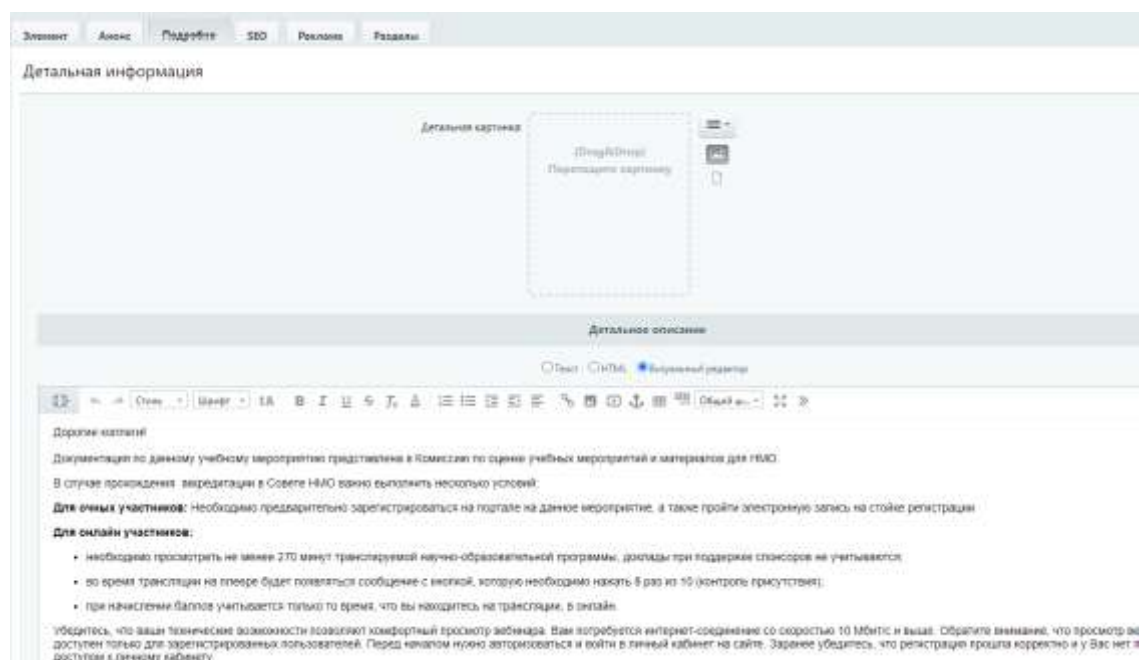 Элемент Анонс Подробно SEO Реклама Разделы
Детальная информация
Детальная картинка
(Drag&Drop)
Перетащите картинку
Детальное описание
Текст HTML Визуальный редактор
Стиль Шрифт tA B I U S
Дорогие коллеги!
Документация по данному учебному мероприятию представлена в Комиссию по оценке учебных мероприятий и материалов для НМО.
В случае прохождения аккредитации в Совете НМО важно выполнить несколько условий:
Для очных участников: Необходимо предварительно зарегистрироваться на портале на данное мероприятие, а также пройти электронную запись на стойке регистрации
Для онлайн участников:
• необходимо просмотреть не менее 270 минут транслируемой научно-образовательной программы, доклады при поддержке спонсоров не учитываются;
• во время трансляции на плеере будет появляться сообщение с кнопкой, которую необходимо нажать 8 раз из 10 (контроль присутствия);
• при начислении баллов учитывается только то время, что вы находитесь на трансляции, в онлайн.
Убедитесь, что ваши технические возможности позволяют комфортный просмотр вебинара. Вам потребуется интернет-соединение со скоростью 10 Мбит/с и выше. Обратите внимание, что просмотр
доступен только для зарегистрированных пользователей. Перед началом нужно авторизоваться и войти в личный кабинет на сайте. Заранее убедитесь, что регистрация прошла корректно и у Вас нет
доступом к личному кабинету.